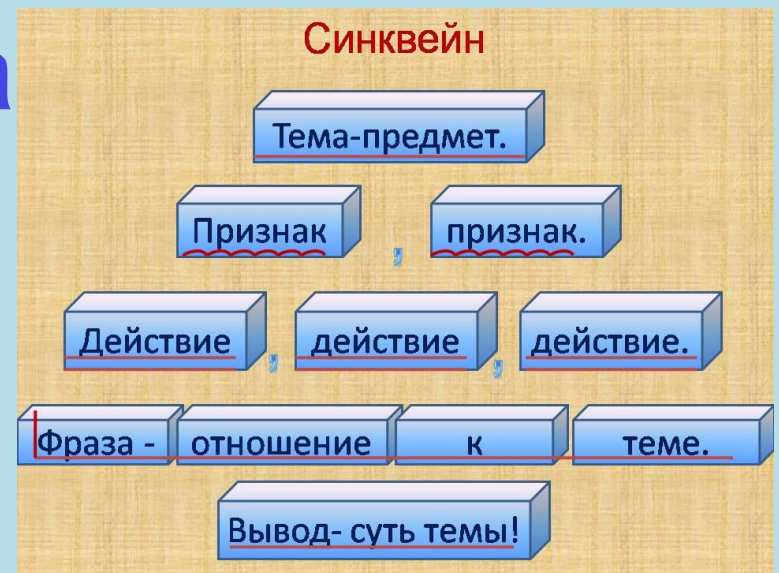 а
Синквейн
Тема-предмет.
Признак , признак.
Действие , действие , действие.
Фраза - отношение к теме.
Вывод- суть темы!